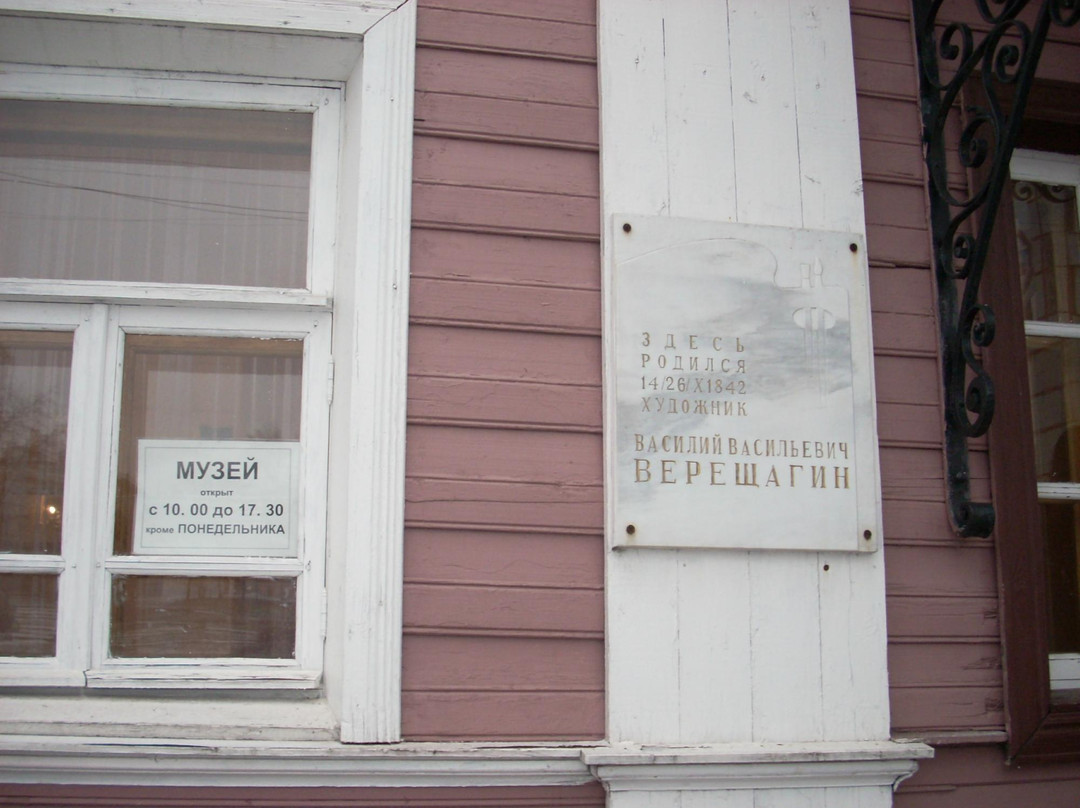 МУЗЕЙ
открыт
с 10. 00 до 17. 30
кроме ПОНЕДЕЛЬНИКА
ЗДЕСЬ
РОДИЛСЯ
14/26/X1842
ХУДОЖНИК
ВАСИЛИЙ ВАСИЛЬЕВИЧ
ВЕРЕЩАГИН